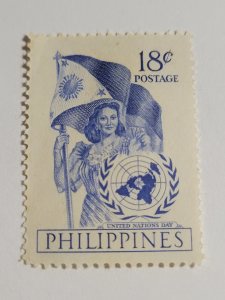 18¢
POSTAGE
UNITED NATIONS DAY
PHILIPPINES